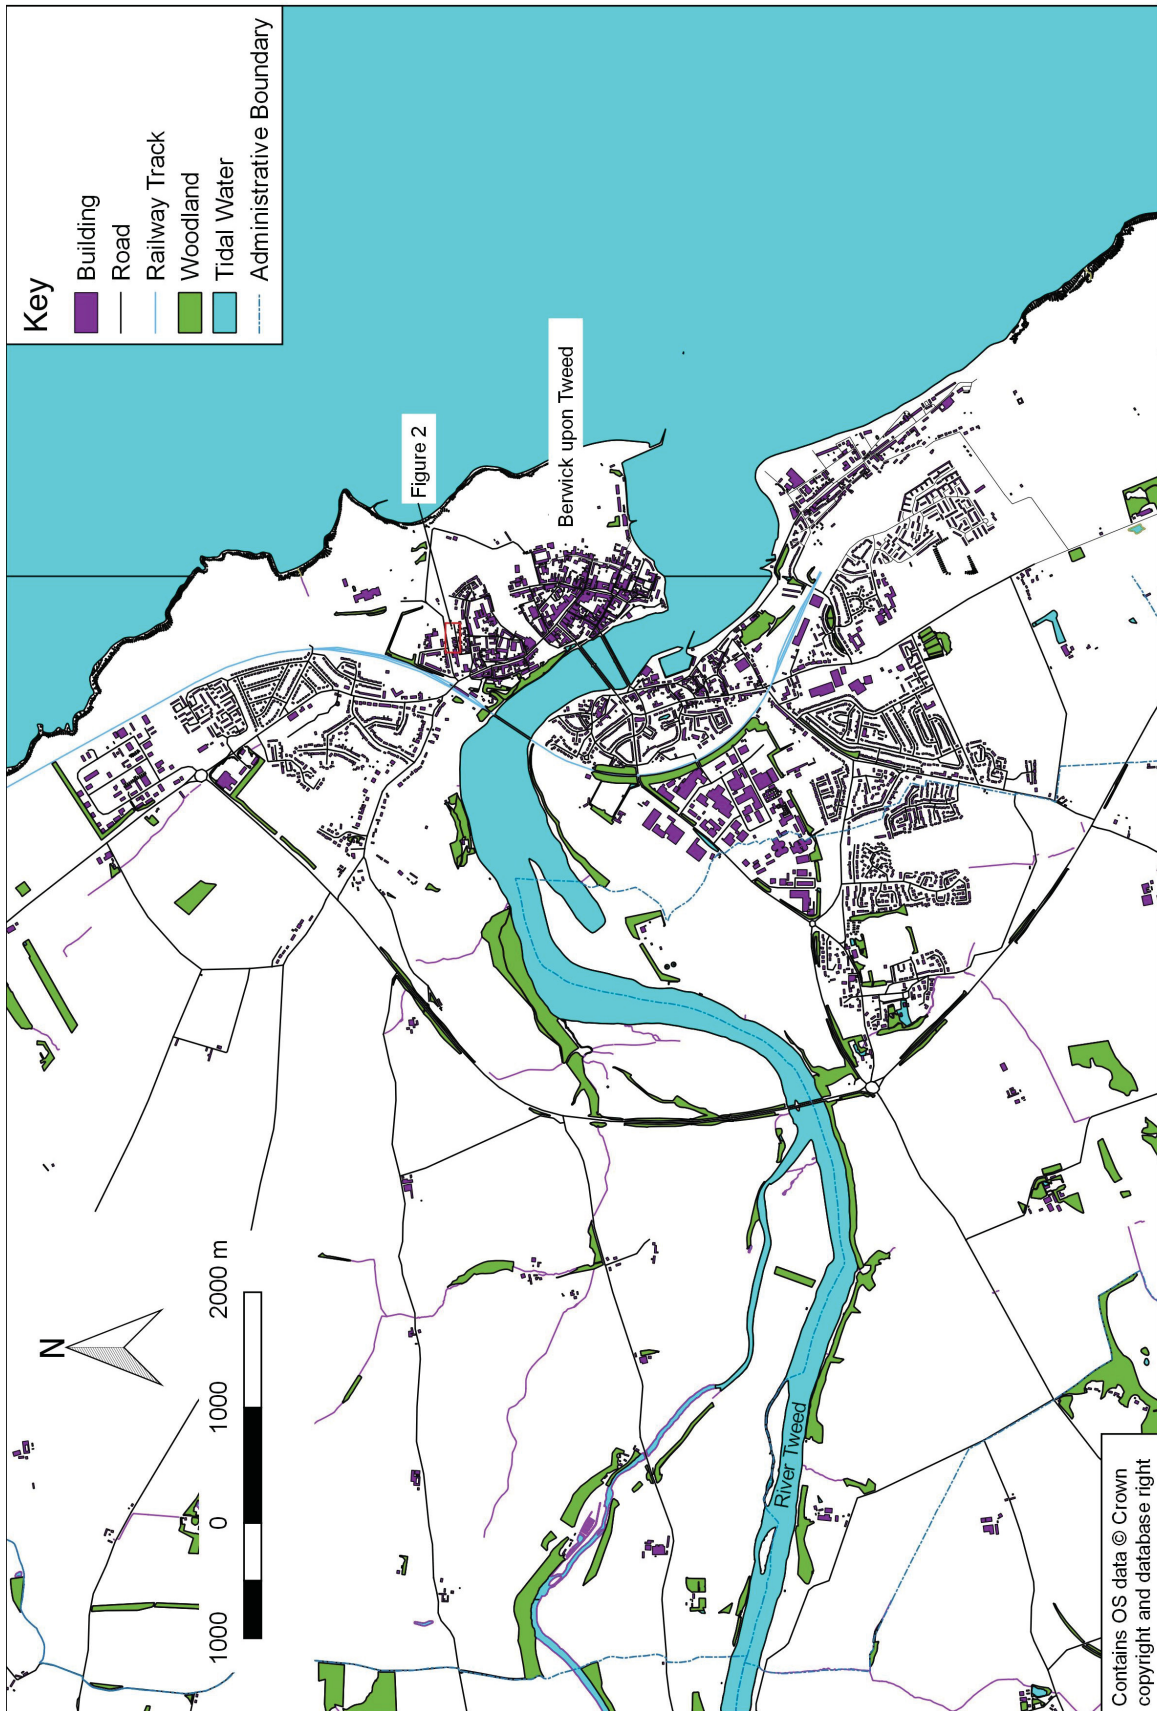 Key
Building
Road
Railway Track
Woodland
Tidal Water
Administrative Boundary
N
1000
0
1000
2000 m
Figure 2
Berwick upon Tweed
River Tweed
Contains OS data © Crown
copyright and database right